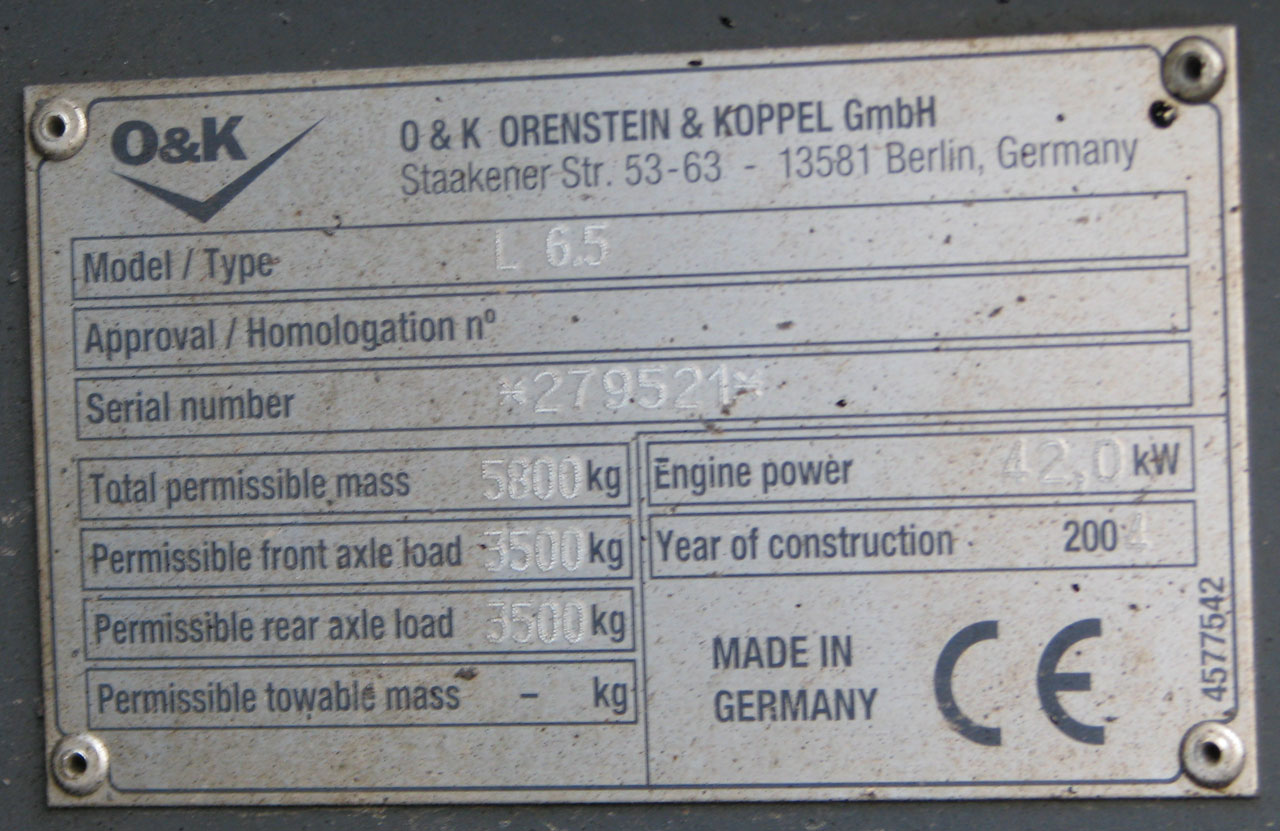 O&K
O & K ORENSTEIN & KOPPEL GmbH
Staakener Str. 53-63 - 13581 Berlin, Germany
Model / Type L 6.5
Approval / Homologation nº
Serial number *279521*
Total permissible mass 5800 kg
Engine power 42,0 kW
Permissible front axle load 3500 kg
Year of construction 2004
Permissible rear axle load 3500 kg
Permissible towable mass - kg
MADE IN
GERMANY
CE
4577542